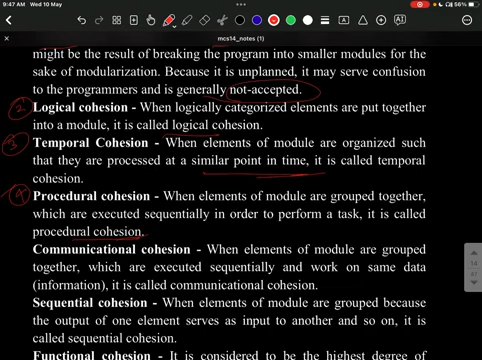 9:47 AM Wed 10 May
56%
mcs14_notes (1)
might be the result of breaking the program into smaller modules for the
sake of modularization. Because it is unplanned, it may serve confusion
to the programmers and is generally not-accepted.
2 Logical cohesion - When logically categorized elements are put together
into a module, it is called logical cohesion.
3 Temporal Cohesion - When elements of module are organized such
that they are processed at a similar point in time, it is called temporal
cohesion.
4 Procedural cohesion - When elements of module are grouped together,
which are executed sequentially in order to perform a task, it is called
procedural cohesion.
Communicational cohesion - When elements of module are grouped
together, which are executed sequentially and work on same data
(information), it is called communicational cohesion.
Sequential cohesion - When elements of module are grouped because
the output of one element serves as input to another and so on, it is
called sequential cohesion.
Functional cohesion - It is considered to be the highest degree of